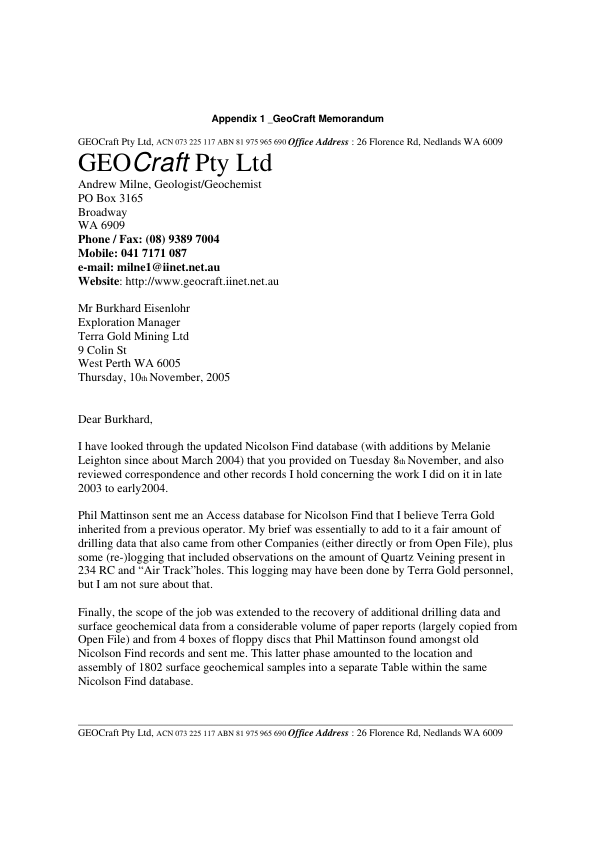 Appendix 1 _GeoCraft Memorandum
GEOCraft Pty Ltd, ACN 073 225 117 ABN 81 975 965 690 Office Address : 26 Florence Rd, Nedlands WA 6009
GEOCraft Pty Ltd
Andrew Milne, Geologist/Geochemist
PO Box 3165
Broadway
WA 6909
Phone / Fax: (08) 9389 7004
Mobile: 041 7171 087
e-mail: milne1@iinet.net.au
Website: http://www.geocraft.iinet.net.au
Mr Burkhard Eisenlohr
Exploration Manager
Terra Gold Mining Ltd
9 Colin St
West Perth WA 6005
Thursday, 10th November, 2005
Dear Burkhard,
I have looked through the updated Nicolson Find database (with additions by Melanie
Leighton since about March 2004) that you provided on Tuesday 8th November, and also
reviewed correspondence and other records I hold concerning the work I did on it in late
2003 to early2004.
Phil Mattinson sent me an Access database for Nicolson Find that I believe Terra Gold
inherited from a previous operator. My brief was essentially to add to it a fair amount of
drilling data that also came from other Companies (either directly or from Open File), plus
some (re-)logging that included observations on the amount of Quartz Veining present in
234 RC and “Air Track”holes. This logging may have been done by Terra Gold personnel,
but I am not sure about that.
Finally, the scope of the job was extended to the recovery of additional drilling data and
surface geochemical data from a considerable volume of paper reports (largely copied from
Open File) and from 4 boxes of floppy discs that Phil Mattinson found amongst old
Nicolson Find records and sent me. This latter phase amounted to the location and
assembly of 1802 surface geochemical samples into a separate Table within the same
Nicolson Find database.
GEOCraft Pty Ltd, ACN 073 225 117 ABN 81 975 965 690 Office Address : 26 Florence Rd, Nedlands WA 6009